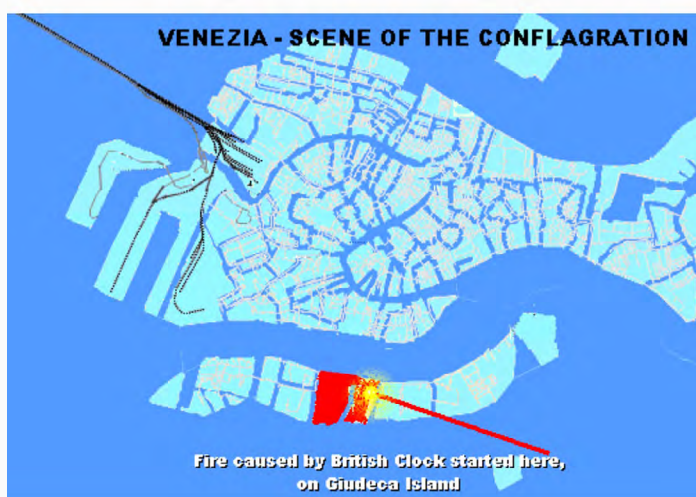 VENEZIA - SCENE OF THE CONFLAGRATION
Fire caused by British Clock started here,
on Giudeca Island